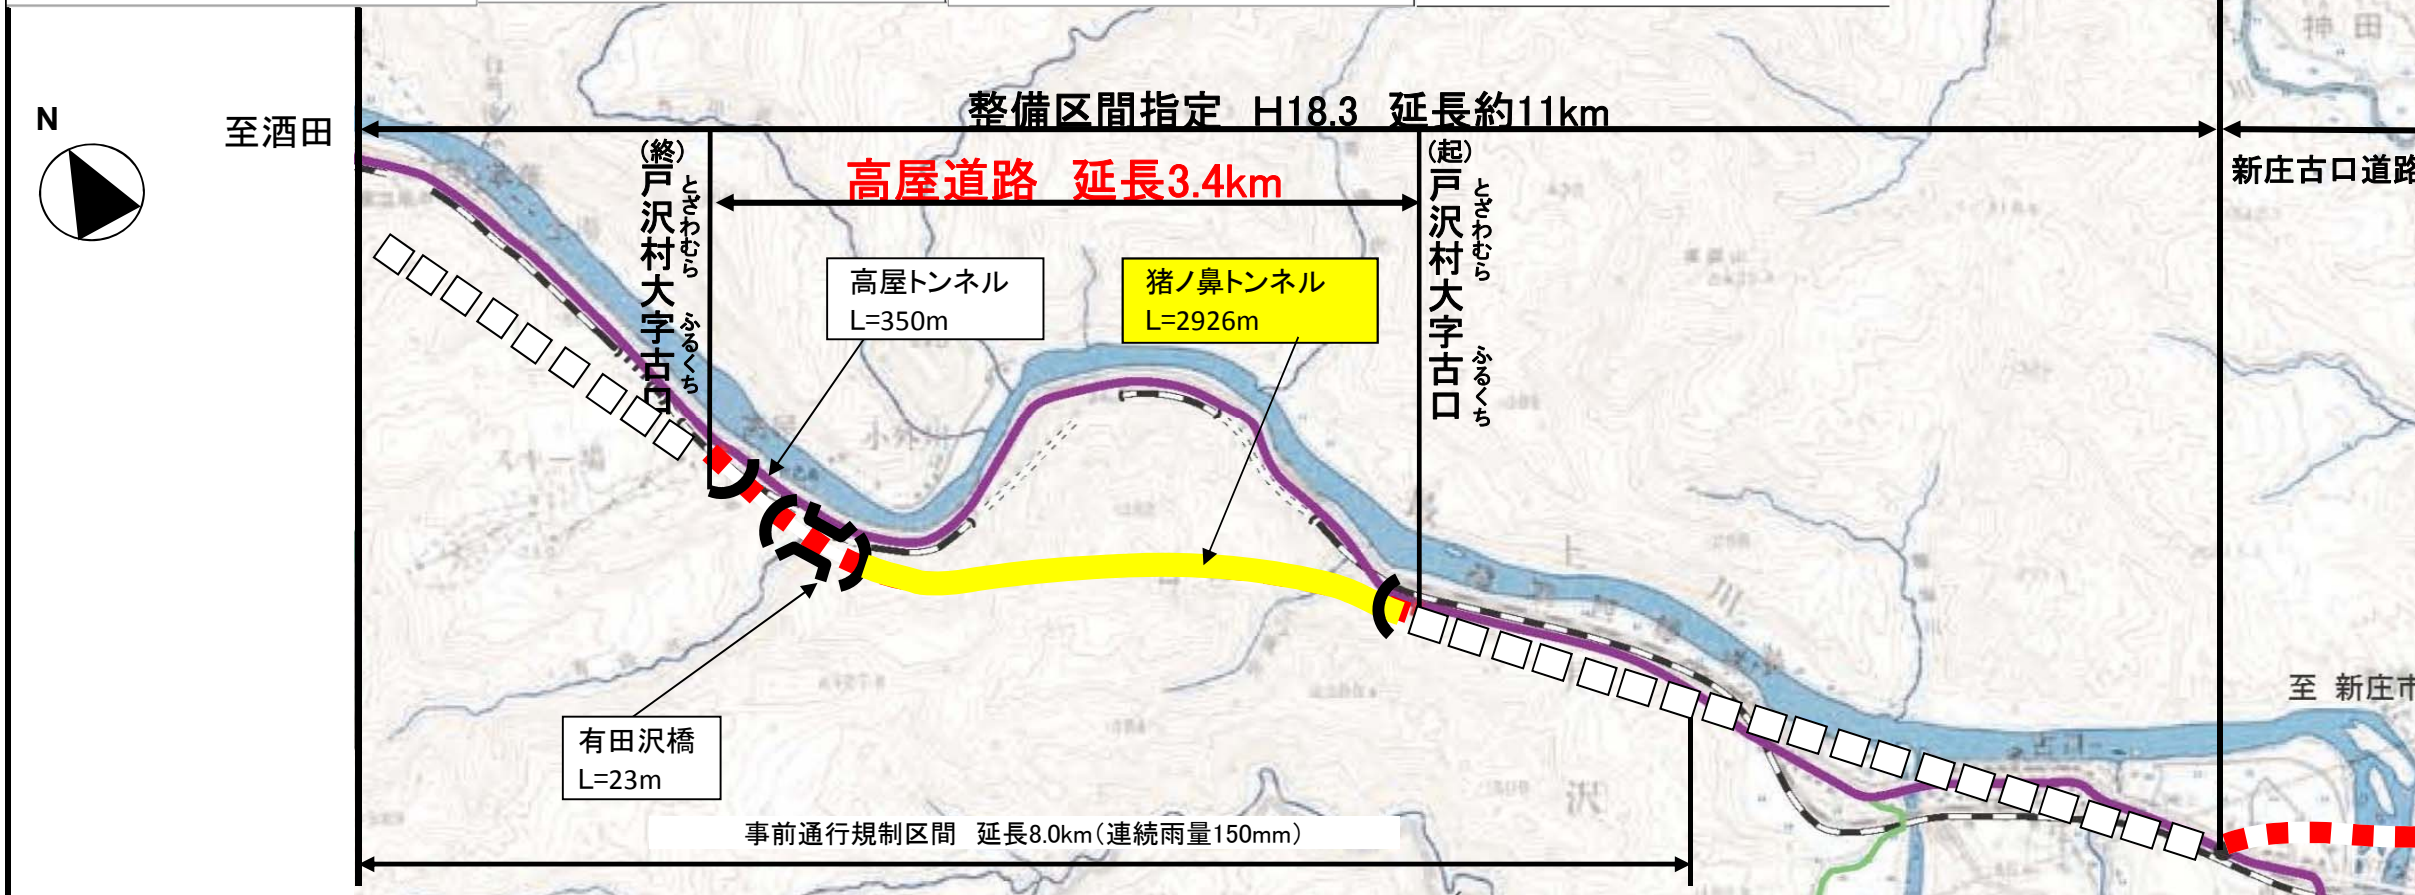 神田
整備区間指定　H18.3　延長約11km
N
至酒田
(終)
戸沢村大字古口
とざわむら
ふるくち
高屋道路　延長3.4km
(起)
戸沢村大字古口
とざわむら
ふるくち
新庄古口道路
高屋トンネル
L=350m
猪ノ鼻トンネル
L=2926m
上
川
至 新庄市
有田沢橋
L=23m
沢
事前通行規制区間　延長8.0km(連続雨量150mm)